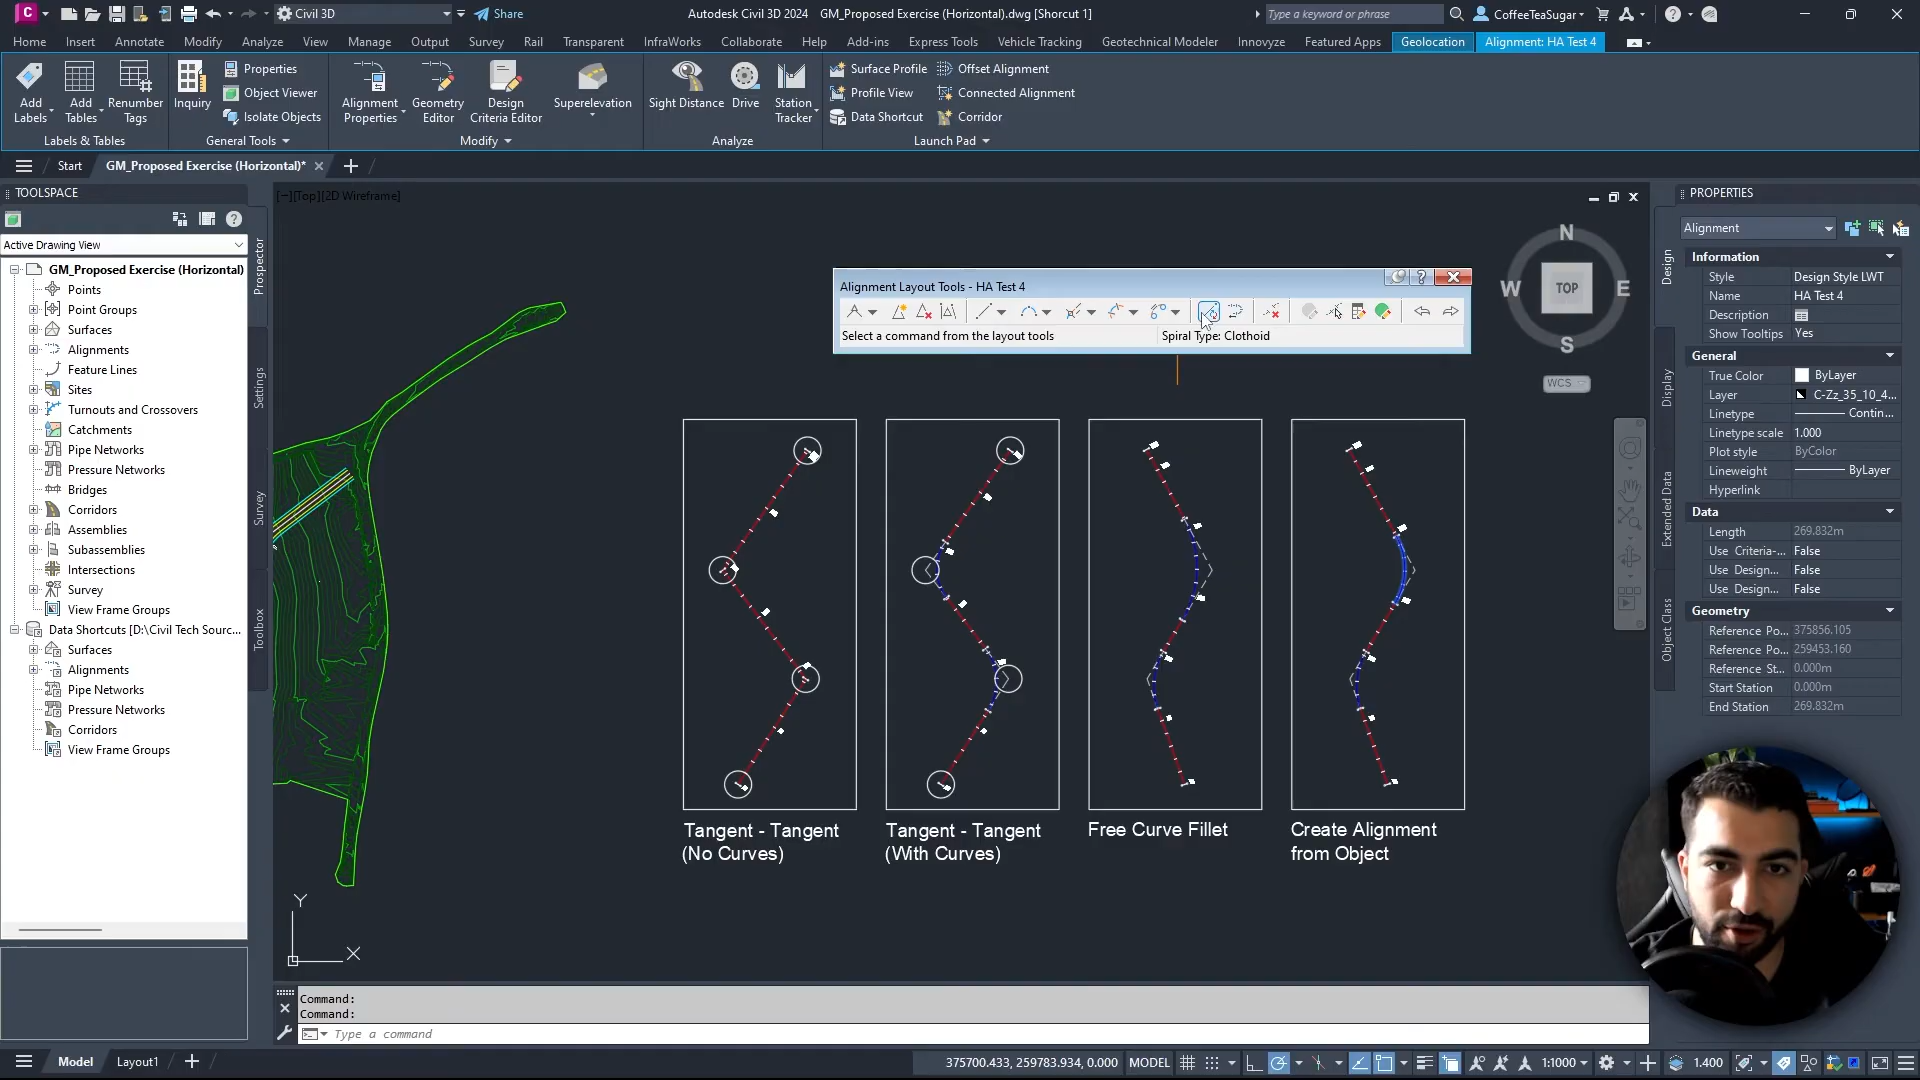 Civil 3D
Share
Autodesk Civil 3D 2024 GM_Proposed Exercise (Horizontal).dwg [Shorcut 1]
Type a keyword or phrase
CoffeeTeaSugar
Home Insert Annotate Modify Analyze View Manage Output Survey Rail Transparent InfraWorks Collaborate Help Add-ins Express Tools Vehicle Tracking Geotechnical Modeler Innovyze Featured Apps Geolocation Alignment: HA Test 4
Add Labels
Add Tables
Renumber Tags
Labels & Tables
Inquiry
Properties
Object Viewer
Isolate Objects
General Tools
Alignment Properties
Geometry Editor
Design Criteria Editor
Superelevation
Modify
Sight Distance
Drive
Station Tracker
Analyze
Surface Profile
Profile View
Data Shortcut
Offset Alignment
Connected Alignment
Corridor
Launch Pad
Start
GM_Proposed Exercise (Horizontal)*
TOOLSPACE
Active Drawing View
GM_Proposed Exercise (Horizontal)
Points
Point Groups
Surfaces
Alignments
Feature Lines
Sites
Turnouts and Crossovers
Catchments
Pipe Networks
Pressure Networks
Bridges
Corridors
Assemblies
Subassemblies
Intersections
Survey
View Frame Groups
Data Shortcuts [D:\Civil Tech Sourc...
Surfaces
Alignments
Pipe Networks
Pressure Networks
Corridors
View Frame Groups
Prospector
Settings
Survey
Toolbox
[−][Top][2D Wireframe]
Alignment Layout Tools - HA Test 4
Select a command from the layout tools
Spiral Type: Clothoid
N
W
TOP
E
S
WCS
Tangent - Tangent
(No Curves)
Tangent - Tangent
(With Curves)
Free Curve Fillet
Create Alignment
from Object
Y
X
Command:
Command:
Type a command
PROPERTIES
Alignment
Design
Display
Extended Data
Object Class
Information
Style Design Style LWT
Name HA Test 4
Description
Show Tooltips Yes
General
True Color ByLayer
Layer C-Zz_35_10_4...
Linetype Contin...
Linetype scale 1.000
Plot style ByColor
Lineweight ByLayer
Hyperlink
Data
Length 269.832m
Use Criteria-... False
Use Design... False
Use Design... False
Geometry
Reference Po... 375856.105
Reference Po... 259453.160
Reference St... 0.000m
Start Station 0.000m
End Station 269.832m
Model
Layout1
375700.433, 259783.934, 0.000
MODEL
1:1000
1.400